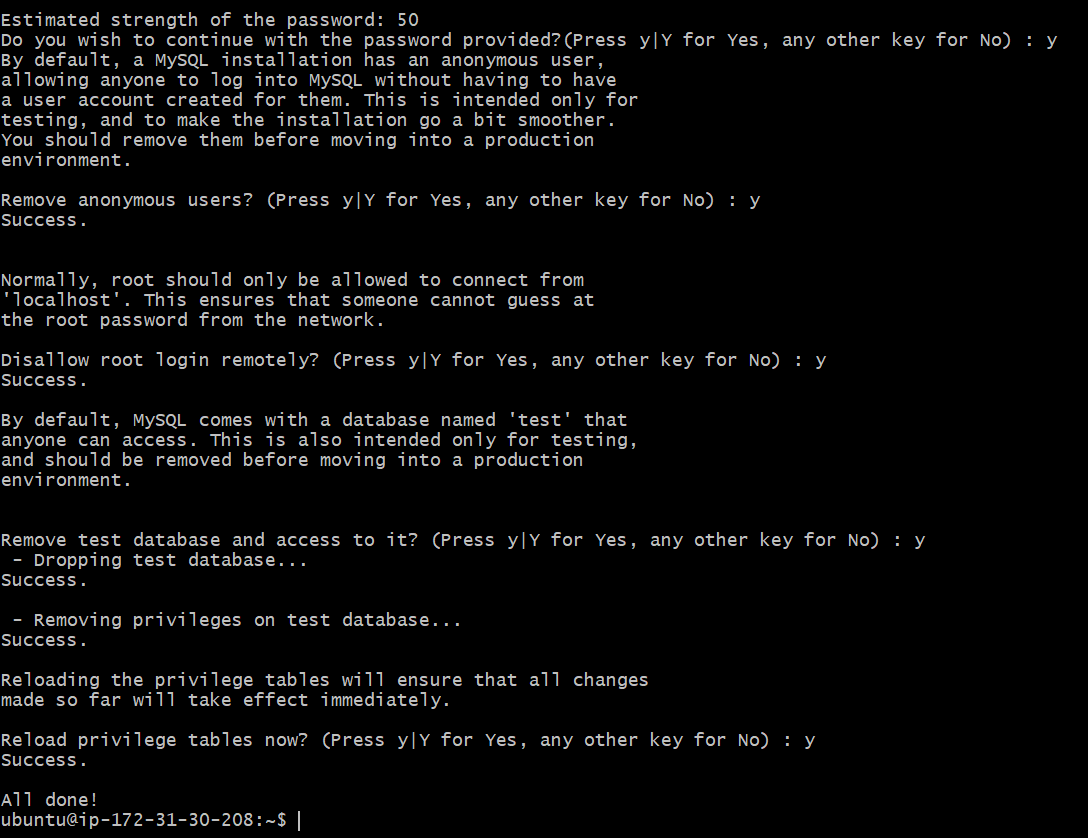 Estimated strength of the password: 50
Do you wish to continue with the password provided?(Press y|Y for Yes, any other key for No) : y
By default, a MySQL installation has an anonymous user,
allowing anyone to log into MySQL without having to have
a user account created for them. This is intended only for
testing, and to make the installation go a bit smoother.
You should remove them before moving into a production
environment.
Remove anonymous users? (Press y|Y for Yes, any other key for No) : y
Success.
Normally, root should only be allowed to connect from
'localhost'. This ensures that someone cannot guess at
the root password from the network.
Disallow root login remotely? (Press y|Y for Yes, any other key for No) : y
Success.
By default, MySQL comes with a database named 'test' that
anyone can access. This is also intended only for testing,
and should be removed before moving into a production
environment.
Remove test database and access to it? (Press y|Y for Yes, any other key for No) : y
 - Dropping test database...
Success.
 - Removing privileges on test database...
Success.
Reloading the privilege tables will ensure that all changes
made so far will take effect immediately.
Reload privilege tables now? (Press y|Y for Yes, any other key for No) : y
Success.
All done!
ubuntu@ip-172-31-30-208:~$